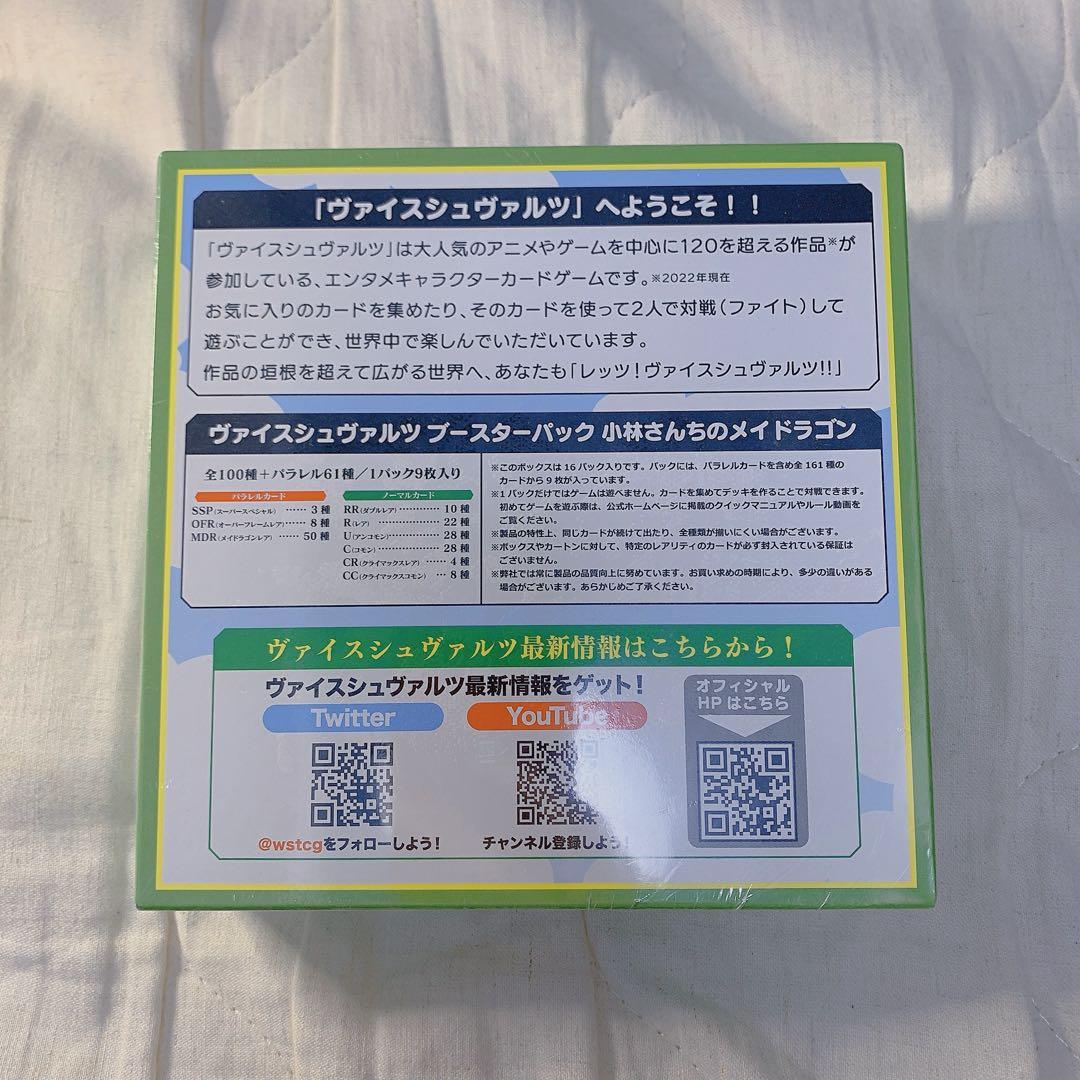 「ヴァイスシュヴァルツ」へようこそ！！
「ヴァイスシュヴァルツ」は大人気のアニメやゲームを中心に120を超える作品※が
参加している、エンタメキャラクターカードゲームです。※2022年現在
お気に入りのカードを集めたり、そのカードを使って2人で対戦（ファイト）して
遊ぶことができ、世界中で楽しんでいただいています。
作品の垣根を超えて広がる世界へ、あなたも「レッツ！ヴァイスシュヴァルツ!!」
ヴァイスシュヴァルツ ブースターパック 小林さんちのメイドラゴン
全100種＋パラレル61種／1パック9枚入り
パラレルカード
SSP(スーパースペシャル) …… 3種
OFR(オーバーフレームレア) …… 8種
MDR(メイドラゴンレア) …… 50種
ノーマルカード
RR(ダブルレア) …… 10種
R(レア) …… 22種
U(アンコモン) …… 28種
C(コモン) …… 28種
CR(クライマックスレア) …… 4種
CC(クライマックスコモン) … 8種
※このボックスは16パック入りです。パックには、パラレルカードを含め全161種の
カードから9枚が入っています。
※1パックだけではゲームは遊べません。カードを集めてデッキを作ることで対戦できます。
初めてゲームを遊ぶ際は、公式ホームページに掲載のクイックマニュアルやルール動画を
ご覧ください。
※製品の特性上、同じカードが続けて出たり、全種類が揃いにくい場合がございます。
※ボックスやカートンに対して、特定のレアリティのカードが必ず封入されている保証は
ございません。
※弊社では常に製品の品質向上に努めています。お買い求めの時期により、多少の違いがある
場合がございます。あらかじめご了承ください。
ヴァイスシュヴァルツ最新情報はこちらから！
ヴァイスシュヴァルツ最新情報をゲット！
Twitter
@wstcgをフォローしよう！
YouTube
チャンネル登録しよう！
オフィシャル
HPはこちら